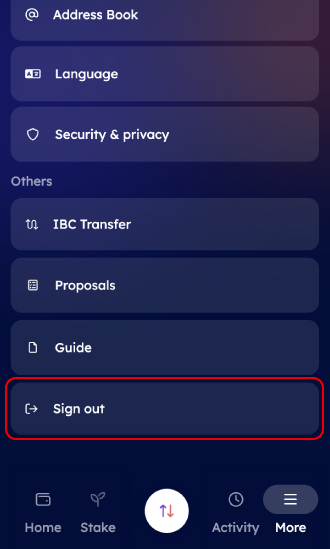 Address Book
Language
Security & privacy
Others
IBC Transfer
Proposals
Guide
Sign out
Home Stake Activity More